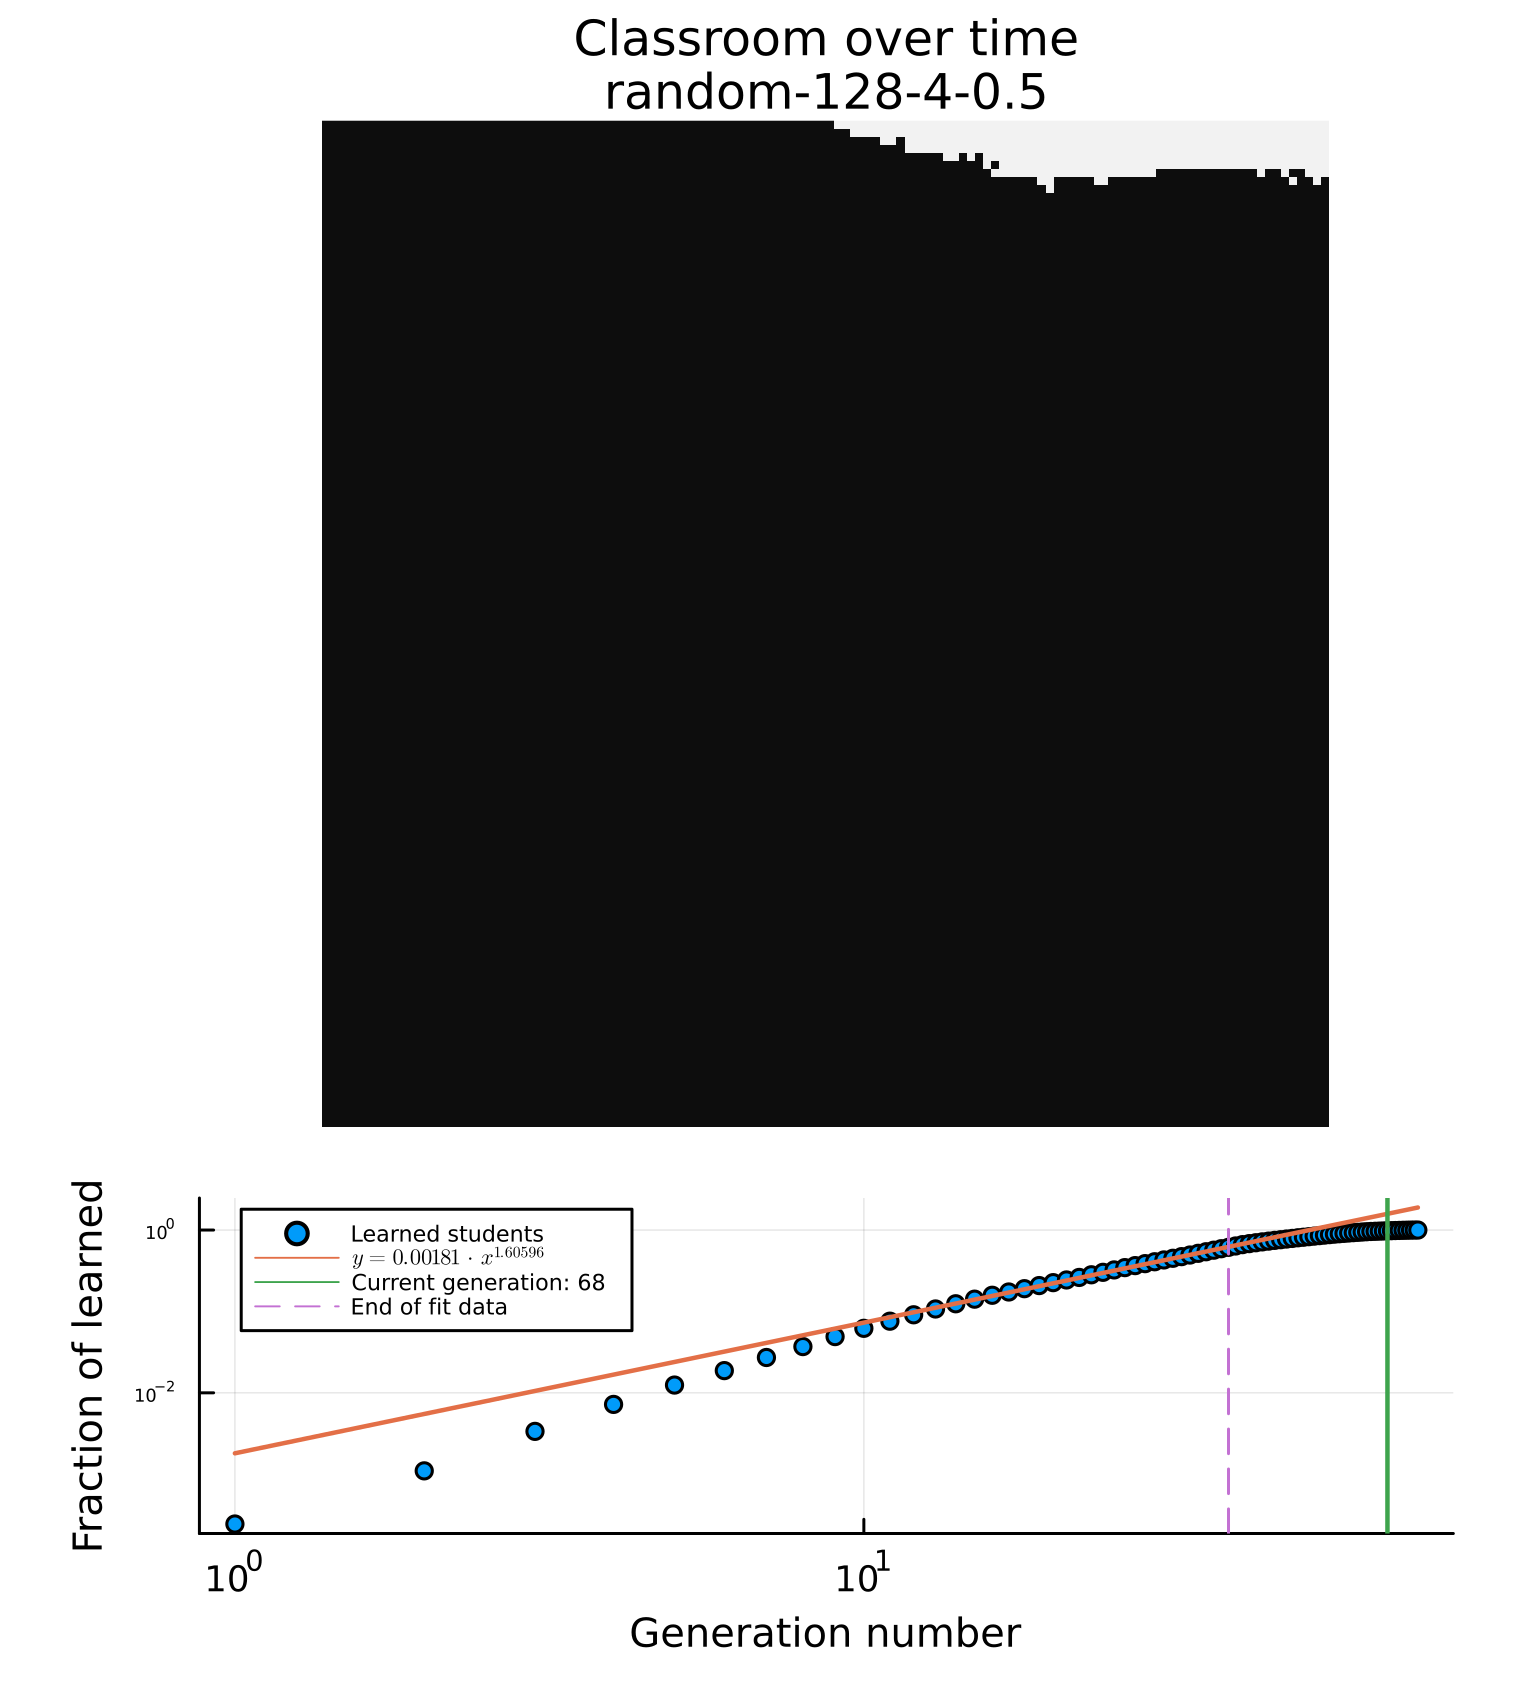 Classroom over time
random-128-4-0.5
Fraction of learned
10^0
10^-2
Learned students
y = 0.00181 · x^1.60596
Current generation: 68
End of fit data
10^0
10^1
Generation number